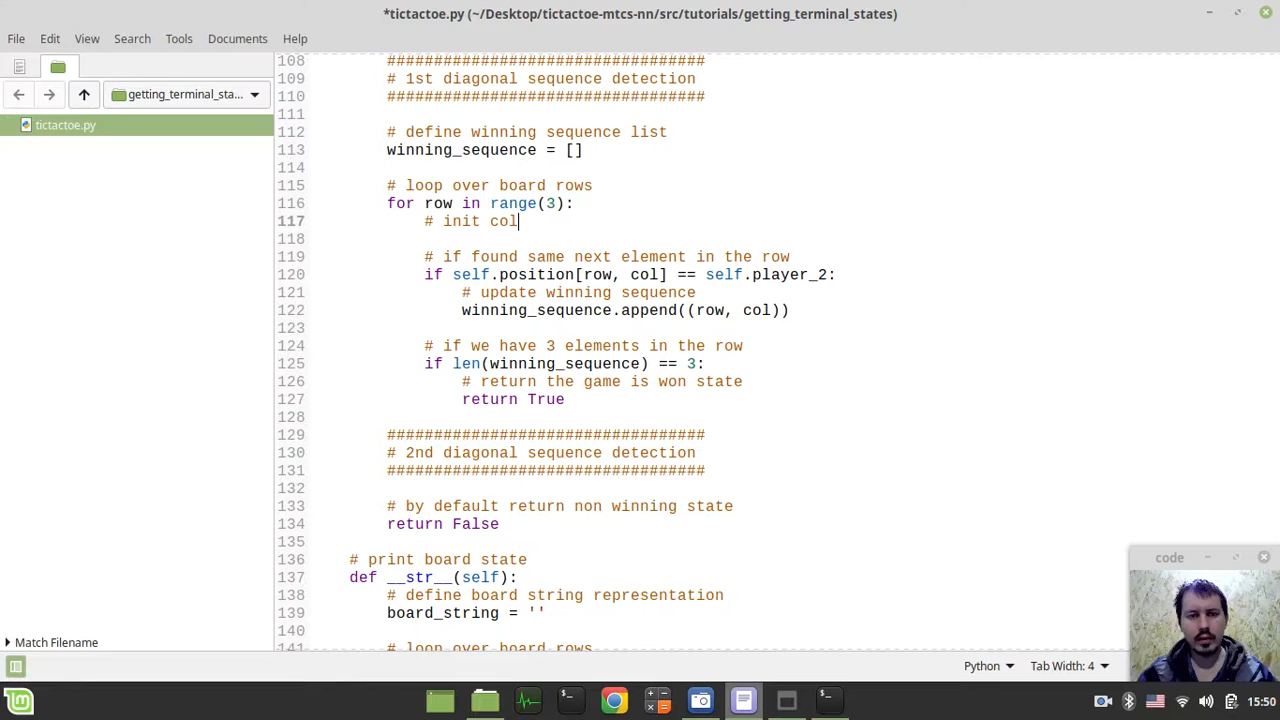 *tictactoe.py (~/Desktop/tictactoe-mtcs-nn/src/tutorials/getting_terminal_states)
File Edit View Search Tools Documents Help
getting_terminal_sta...
tictactoe.py
108 ##################################
109 # 1st diagonal sequence detection
110 ##################################
111
112 # define winning sequence list
113 winning_sequence = []
114
115 # loop over board rows
116 for row in range(3):
117 # init col
118
119 # if found same next element in the row
120 if self.position[row, col] == self.player_2:
121 # update winning sequence
122 winning_sequence.append((row, col))
123
124 # if we have 3 elements in the row
125 if len(winning_sequence) == 3:
126 # return the game is won state
127 return True
128
129 ##################################
130 # 2nd diagonal sequence detection
131 ##################################
132
133 # by default return non winning state
134 return False
135
136 # print board state
137 def __str__(self):
138 # define board string representation
139 board_string = ''
140
141 # loop over board rows
code
Match Filename
Python Tab Width: 4
15:50